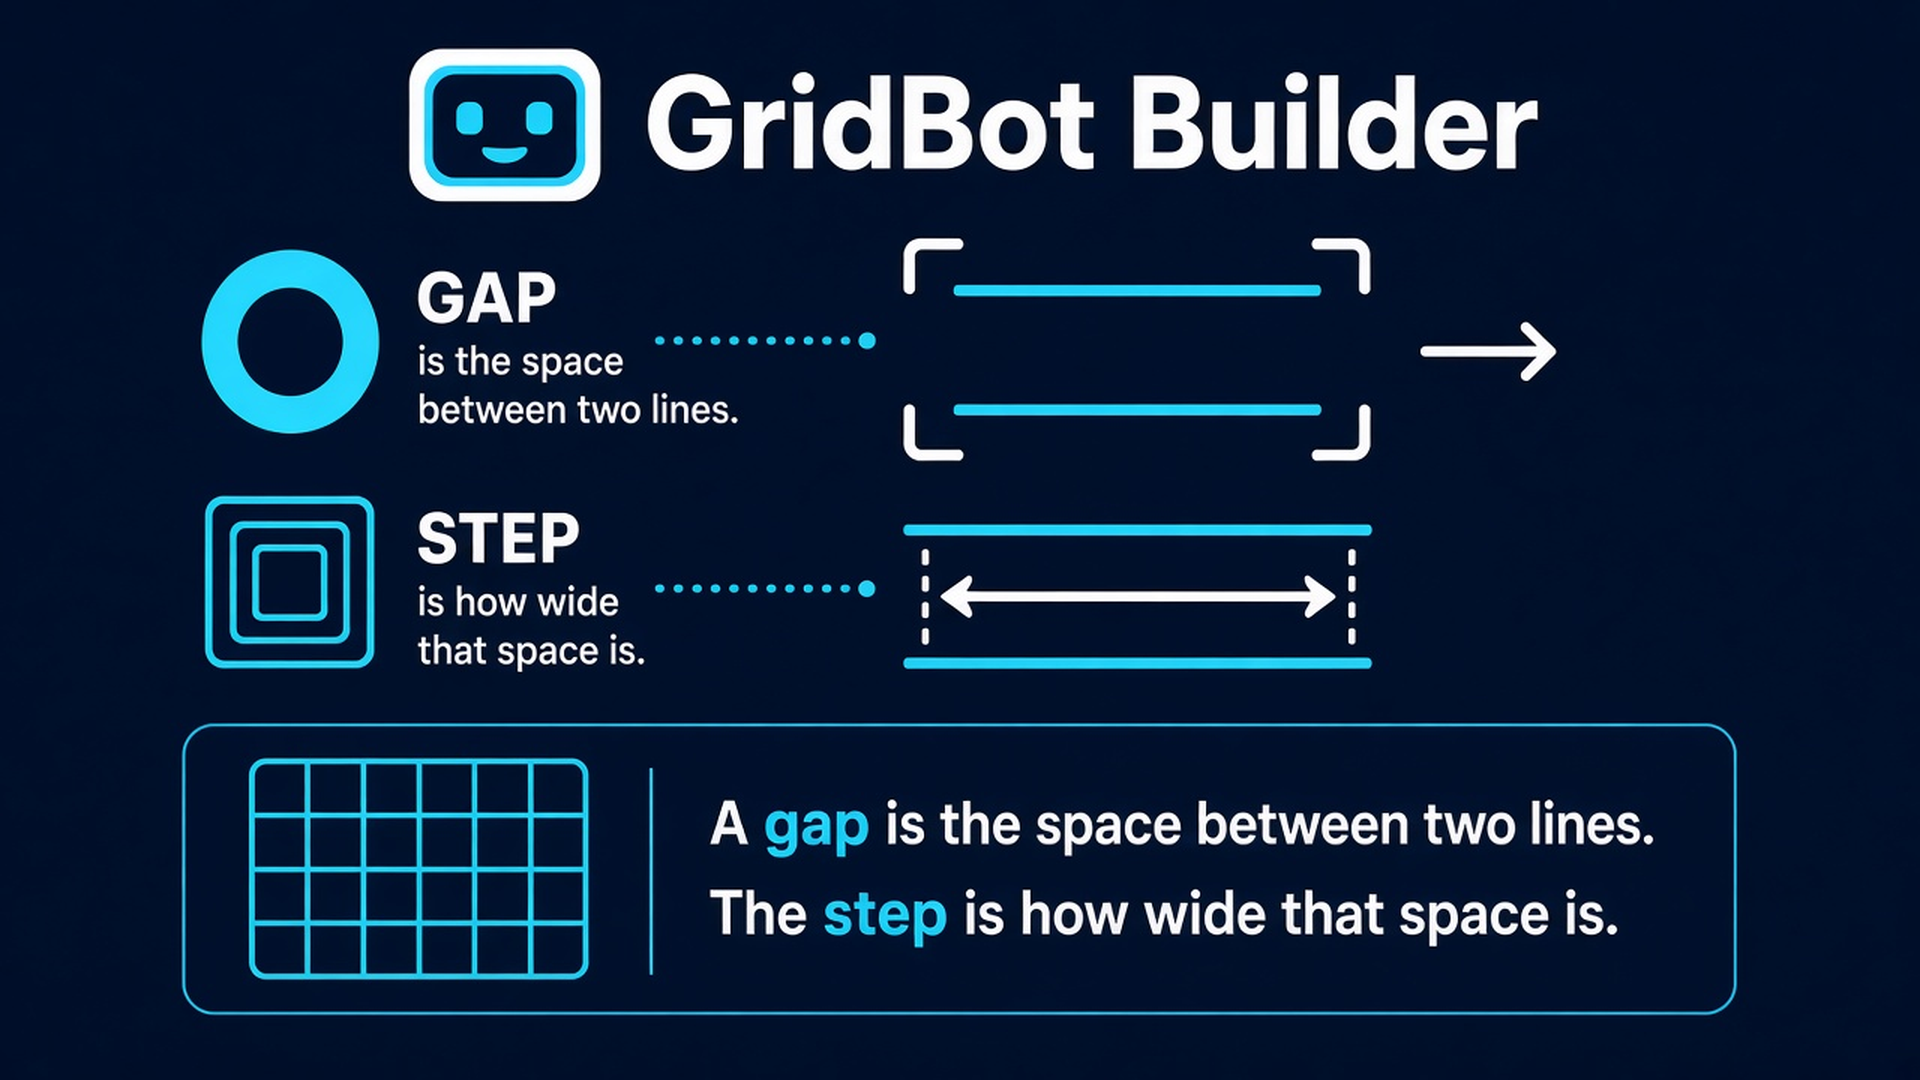 GridBot Builder
GAP
is the space
between two lines.
STEP
is how wide
that space is.
A gap is the space between two lines.
The step is how wide that space is.